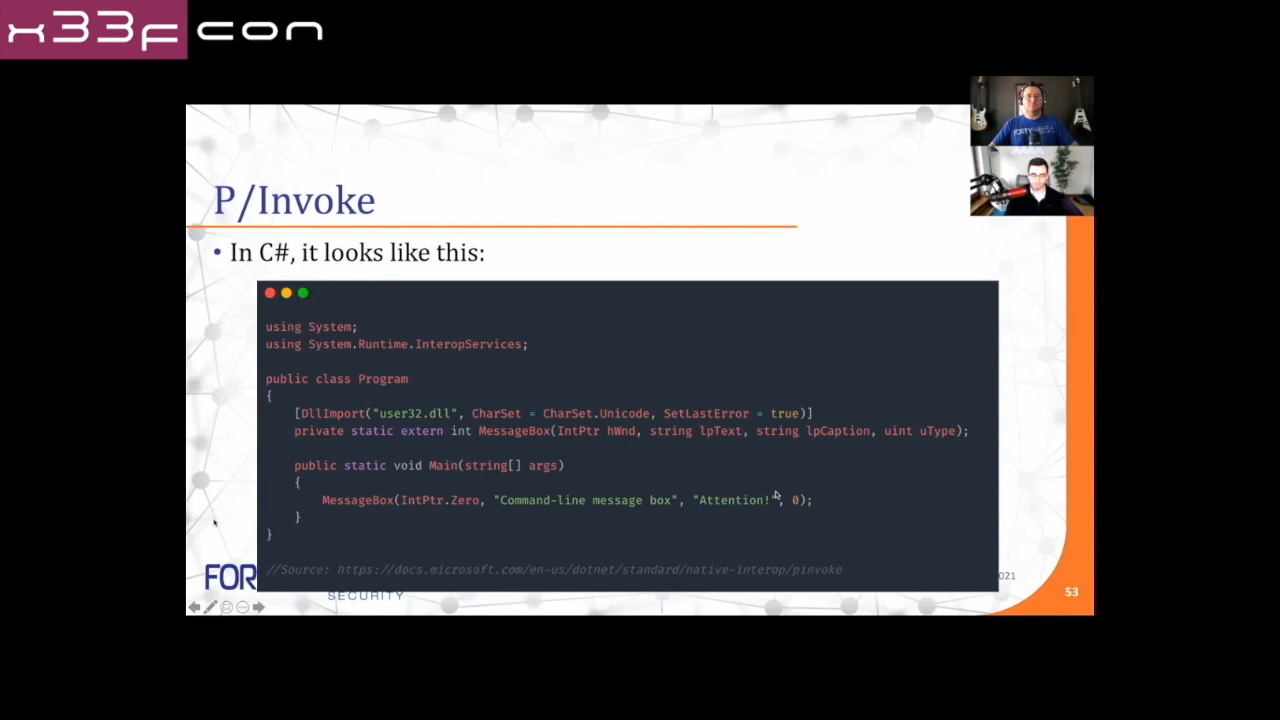 x33fcon
P/Invoke
• In C#, it looks like this:
using System;
using System.Runtime.InteropServices;
public class Program
{
[DllImport("user32.dll", CharSet = CharSet.Unicode, SetLastError = true)]
private static extern int MessageBox(IntPtr hWnd, string lpText, string lpCaption, uint uType);
public static void Main(string[] args)
{
MessageBox(IntPtr.Zero, "Command-line message box", "Attention!", 0);
}
}
//Source: https://docs.microsoft.com/en-us/dotnet/standard/native-interop/pinvoke
FOR
SECURITY
021
53